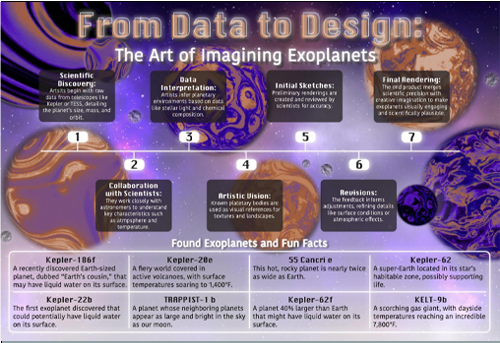 From Data to Design:
The Art of Imagining Exoplanets
Scientific
Discovery:
Artists begin with raw
data from telescopes like
Kepler or TESS, detailing
the planet's size, mass, and
orbit.
Data
Interpretation:
Artists infer planetary
environments based on data
like stellar light and chemical
composition.
Initial Sketches:
Preliminary renderings are
created and reviewed by
scientists for accuracy.
Final Rendering:
The end product merges
scientific precision with
creative imagination to make
exoplanets visually engaging
and scientifically plausible.
1
3
5
7
2
4
6
Collaboration
with Scientists:
They work closely with
astronomers to understand
key characteristics such
as atmosphere and
temperature.
Artistic Vision:
Known planetary bodies are
used as visual references for
textures and landscapes.
Revisions:
The feedback informs
adjustments, refining details
like surface conditions or
atmospheric effects.
Found Exoplanets and Fun Facts
Kepler-186f
A recently discovered Earth-sized
planet, dubbed "Earth's cousin," that
may have liquid water on its surface.
Kepler-20e
A fiery world covered in
active volcanoes, with surface
temperatures soaring to 1,400°F.
55 Cancri e
This hot, rocky planet is nearly twice
as wide as Earth.
Kepler-62
A super-Earth located in its star's
habitable zone, possibly supporting
life.
Kepler-22b
The first exoplanet discovered that
could potentially have liquid water
on its surface.
TRAPPIST-1 b
A planet whose neighboring planets
appear as large and bright in the sky
as our moon.
Kepler-62f
A planet 40% larger than Earth
that might have liquid water on its
surface.
KELT-9b
A scorching gas giant, with dayside
temperatures reaching an incredible
7,800°F.